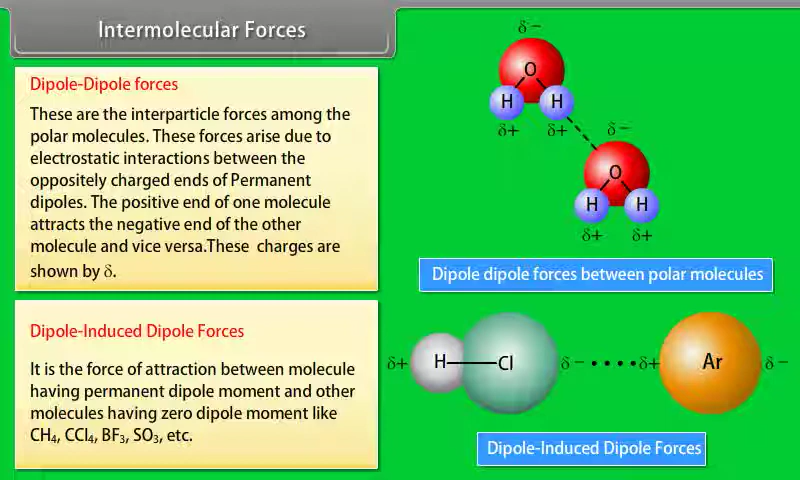 Intermolecular Forces
Dipole-Dipole forces
These are the interparticle forces among the
polar molecules. These forces arise due to
electrostatic interactions between the
oppositely charged ends of Permanent
dipoles. The positive end of one molecule
attracts the negative end of the other
molecule and vice versa.These charges are
shown by δ.
δ−
O
H H
δ+ δ+
δ−
O
H H
δ+ δ+
Dipole dipole forces between polar molecules
Dipole-Induced Dipole Forces
It is the force of attraction between molecule
having permanent dipole moment and other
molecules having zero dipole moment like
CH₄, CCl₄, BF₃, SO₃, etc.
δ+ H Cl δ− δ+ Ar δ−
Dipole-Induced Dipole Forces